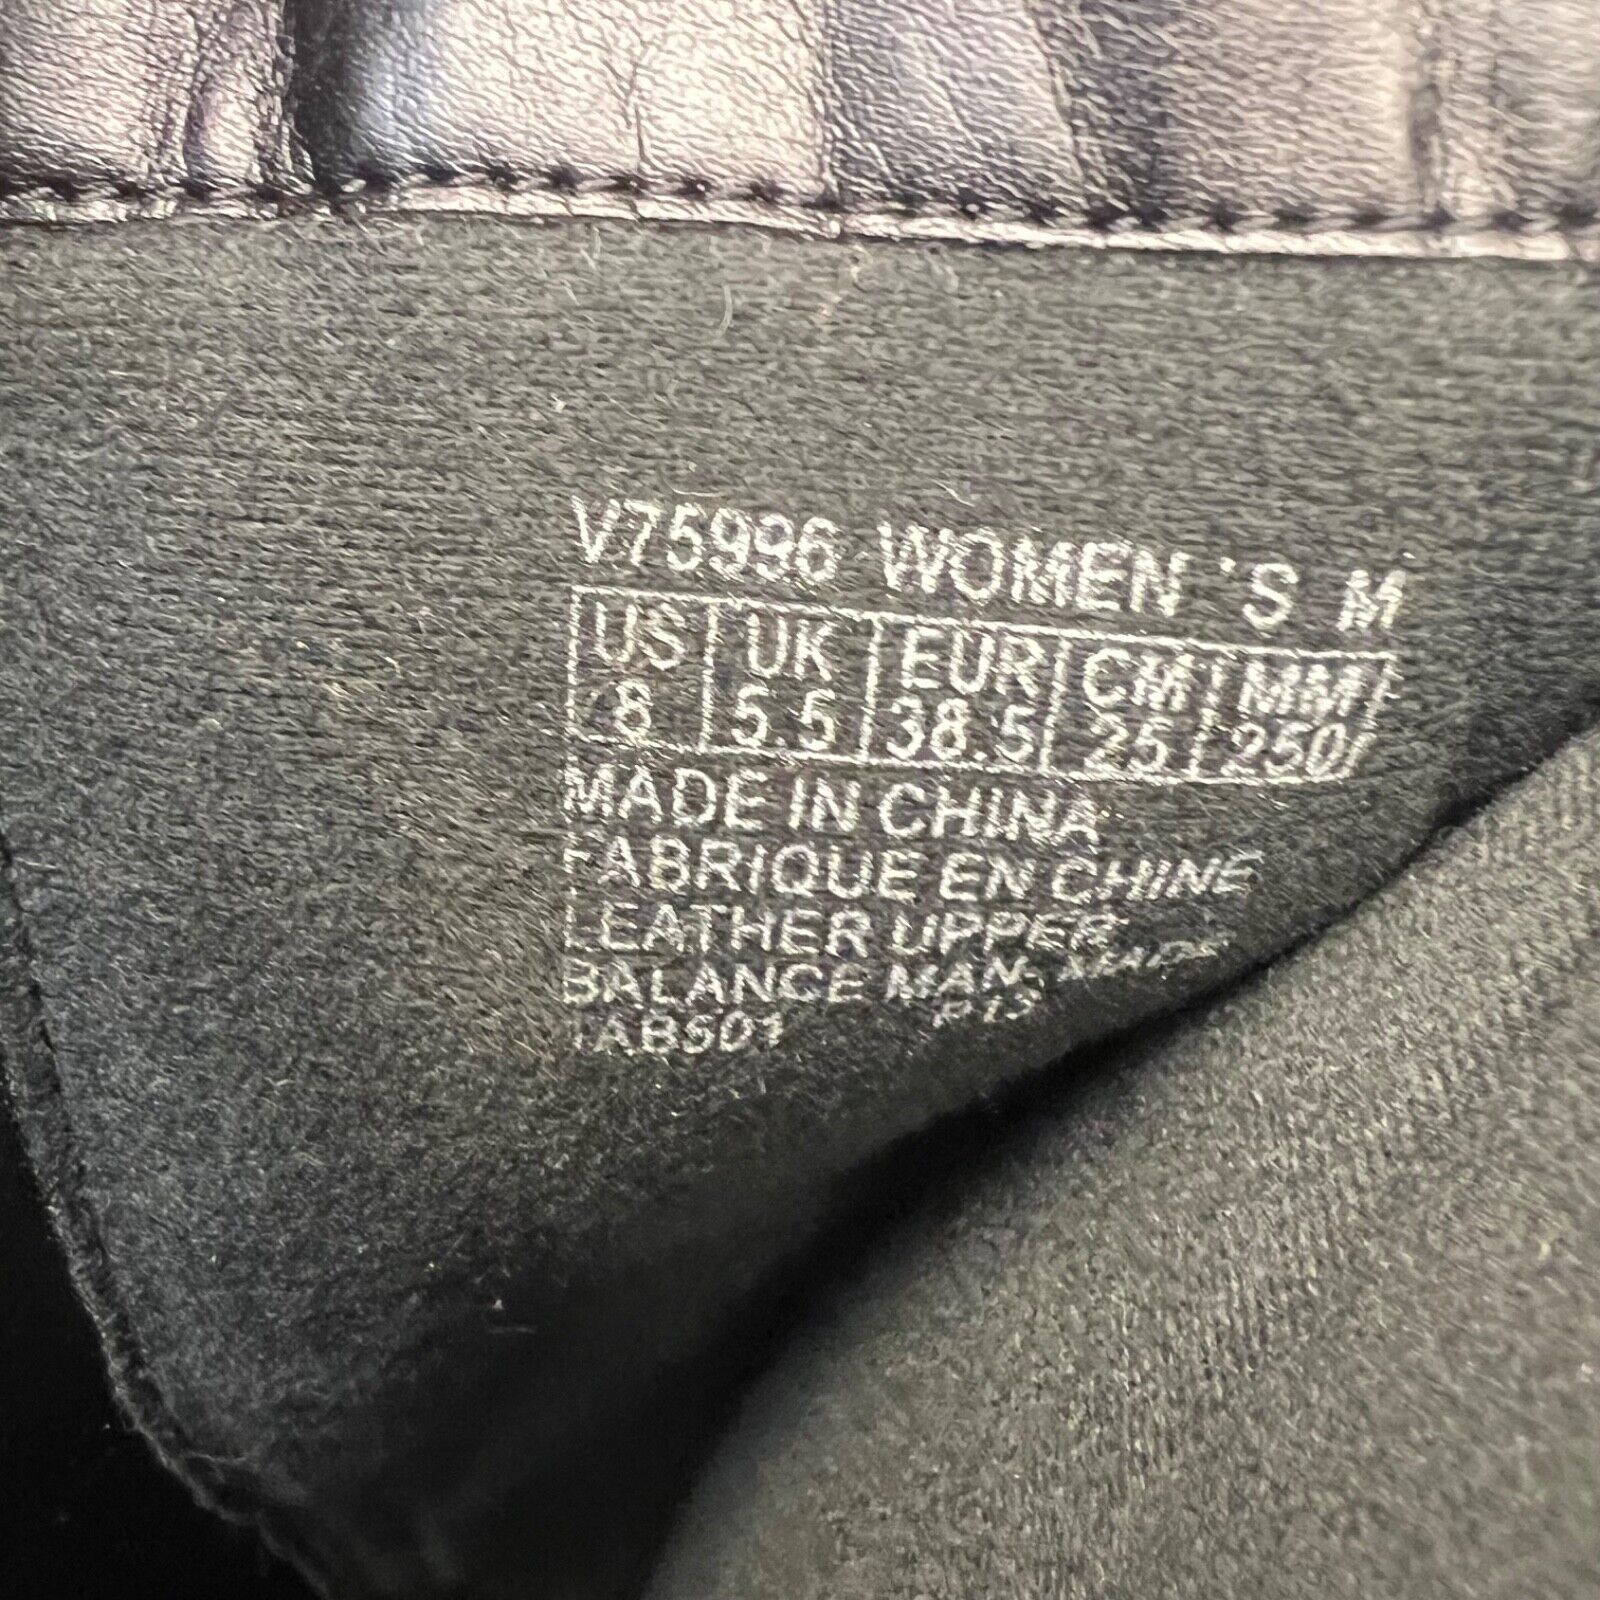 V75996 WOMEN'S M
US UK EUR CM MM
8 5.5 38.5 25 250
MADE IN CHINA
FABRIQUE EN CHINE
LEATHER UPPER
BALANCE MAN-MADE
P13